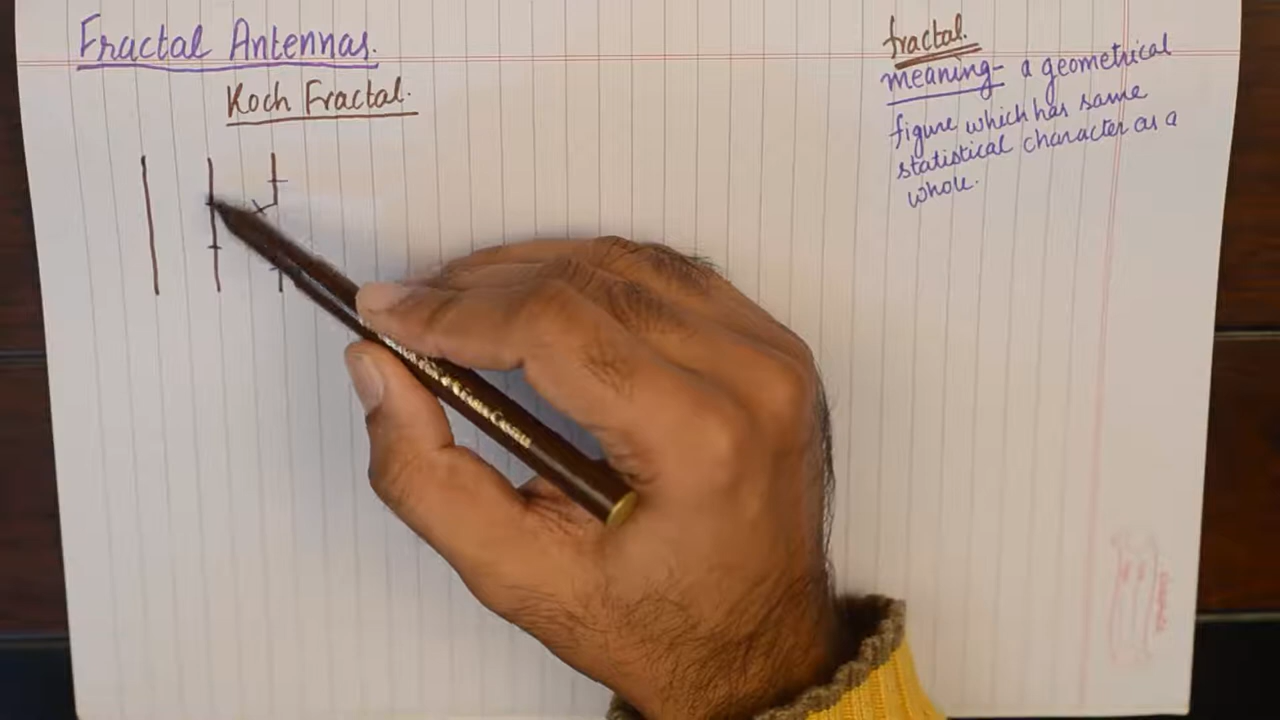 Fractal Antennas.
Koch Fractal.
fractal.
meaning- a geometrical
figure which has same
statistical character as a
whole.